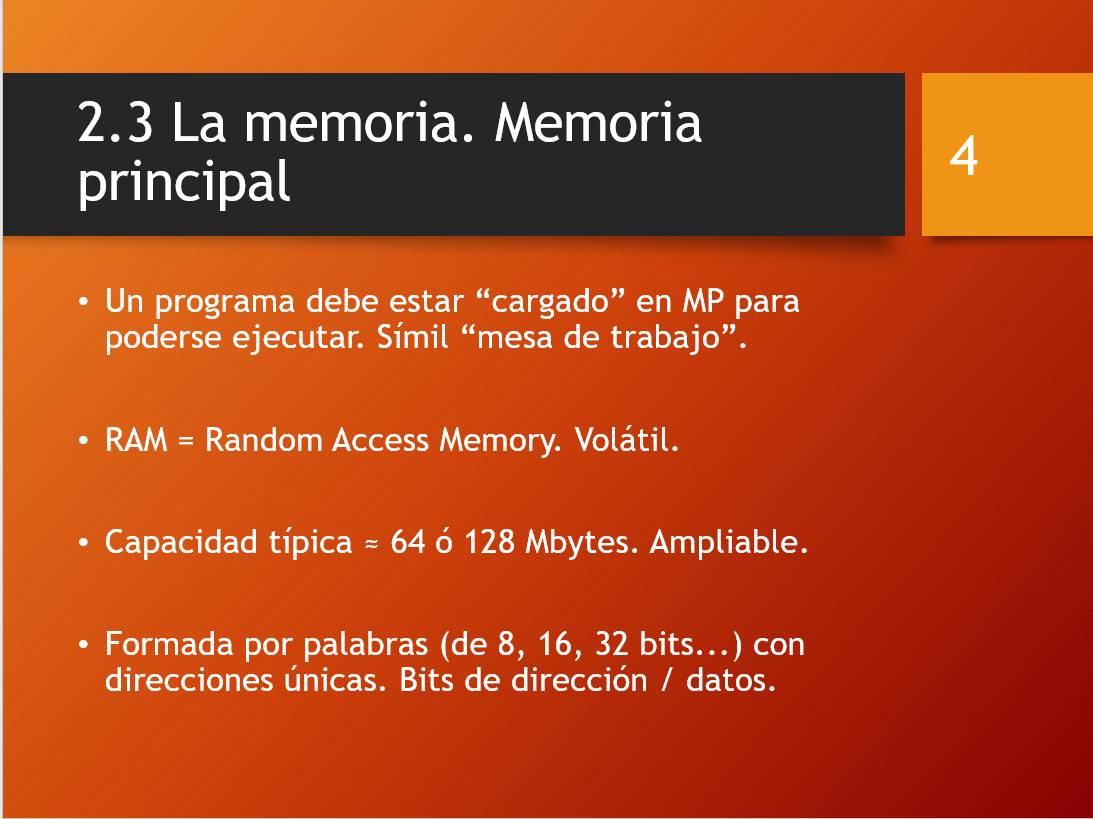 2.3 La memoria. Memoria
principal
4
• Un programa debe estar “cargado” en MP para
poderse ejecutar. Símil “mesa de trabajo”.
• RAM = Random Access Memory. Volátil.
• Capacidad típica ≈ 64 ó 128 Mbytes. Ampliable.
• Formada por palabras (de 8, 16, 32 bits...) con
direcciones únicas. Bits de dirección / datos.